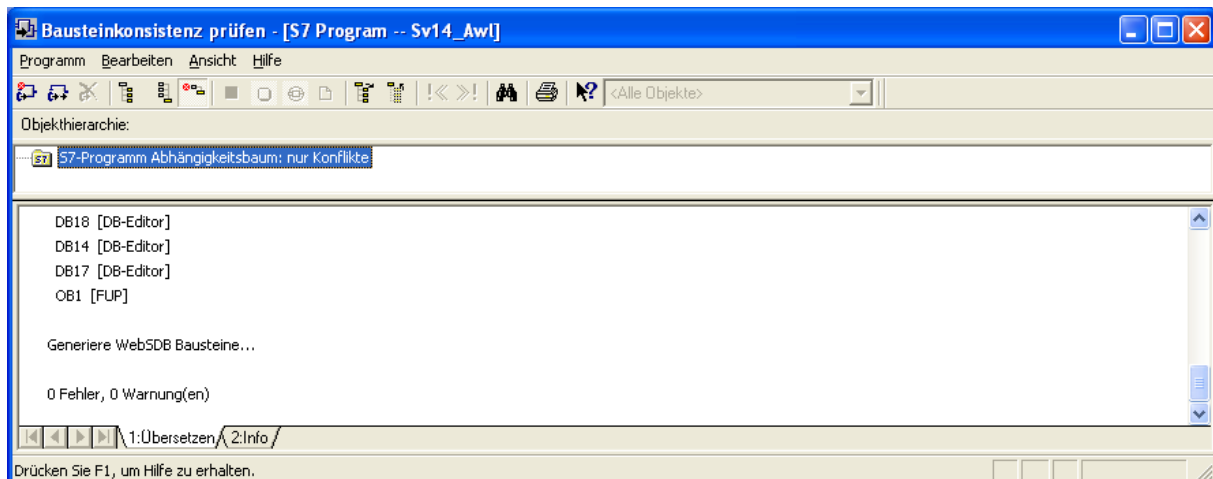 Bausteinkonsistenz prüfen - [S7 Program -- Sv14_Awl]
Programm Bearbeiten Ansicht Hilfe
<Alle Objekte>
Objekthierarchie:
S7 S7-Programm Abhängigkeitsbaum: nur Konflikte
DB18 [DB-Editor]
DB14 [DB-Editor]
DB17 [DB-Editor]
OB1 [FUP]
Generiere WebSDB Bausteine...
0 Fehler, 0 Warnung(en)
1:Übersetzen 2:Info
Drücken Sie F1, um Hilfe zu erhalten.